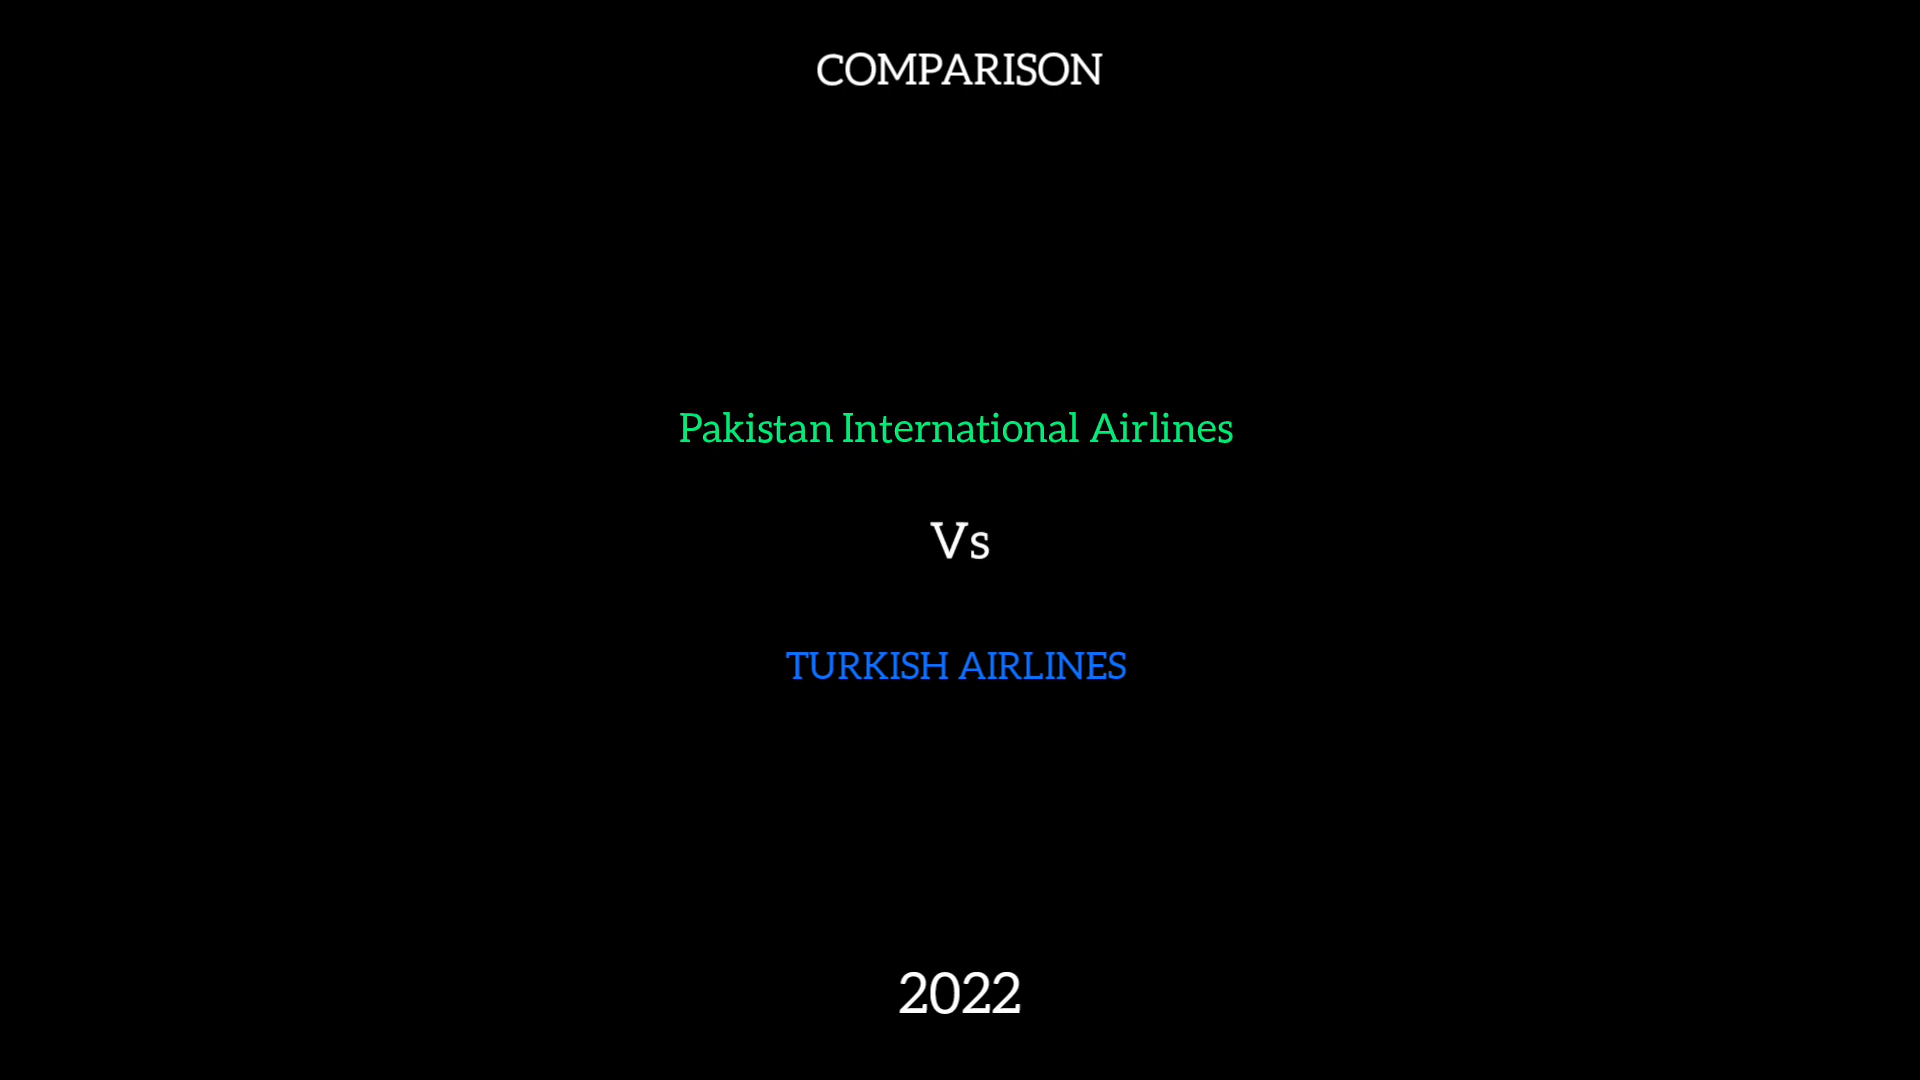 COMPARISON
Pakistan International Airlines
Vs
TURKISH AIRLINES
2022